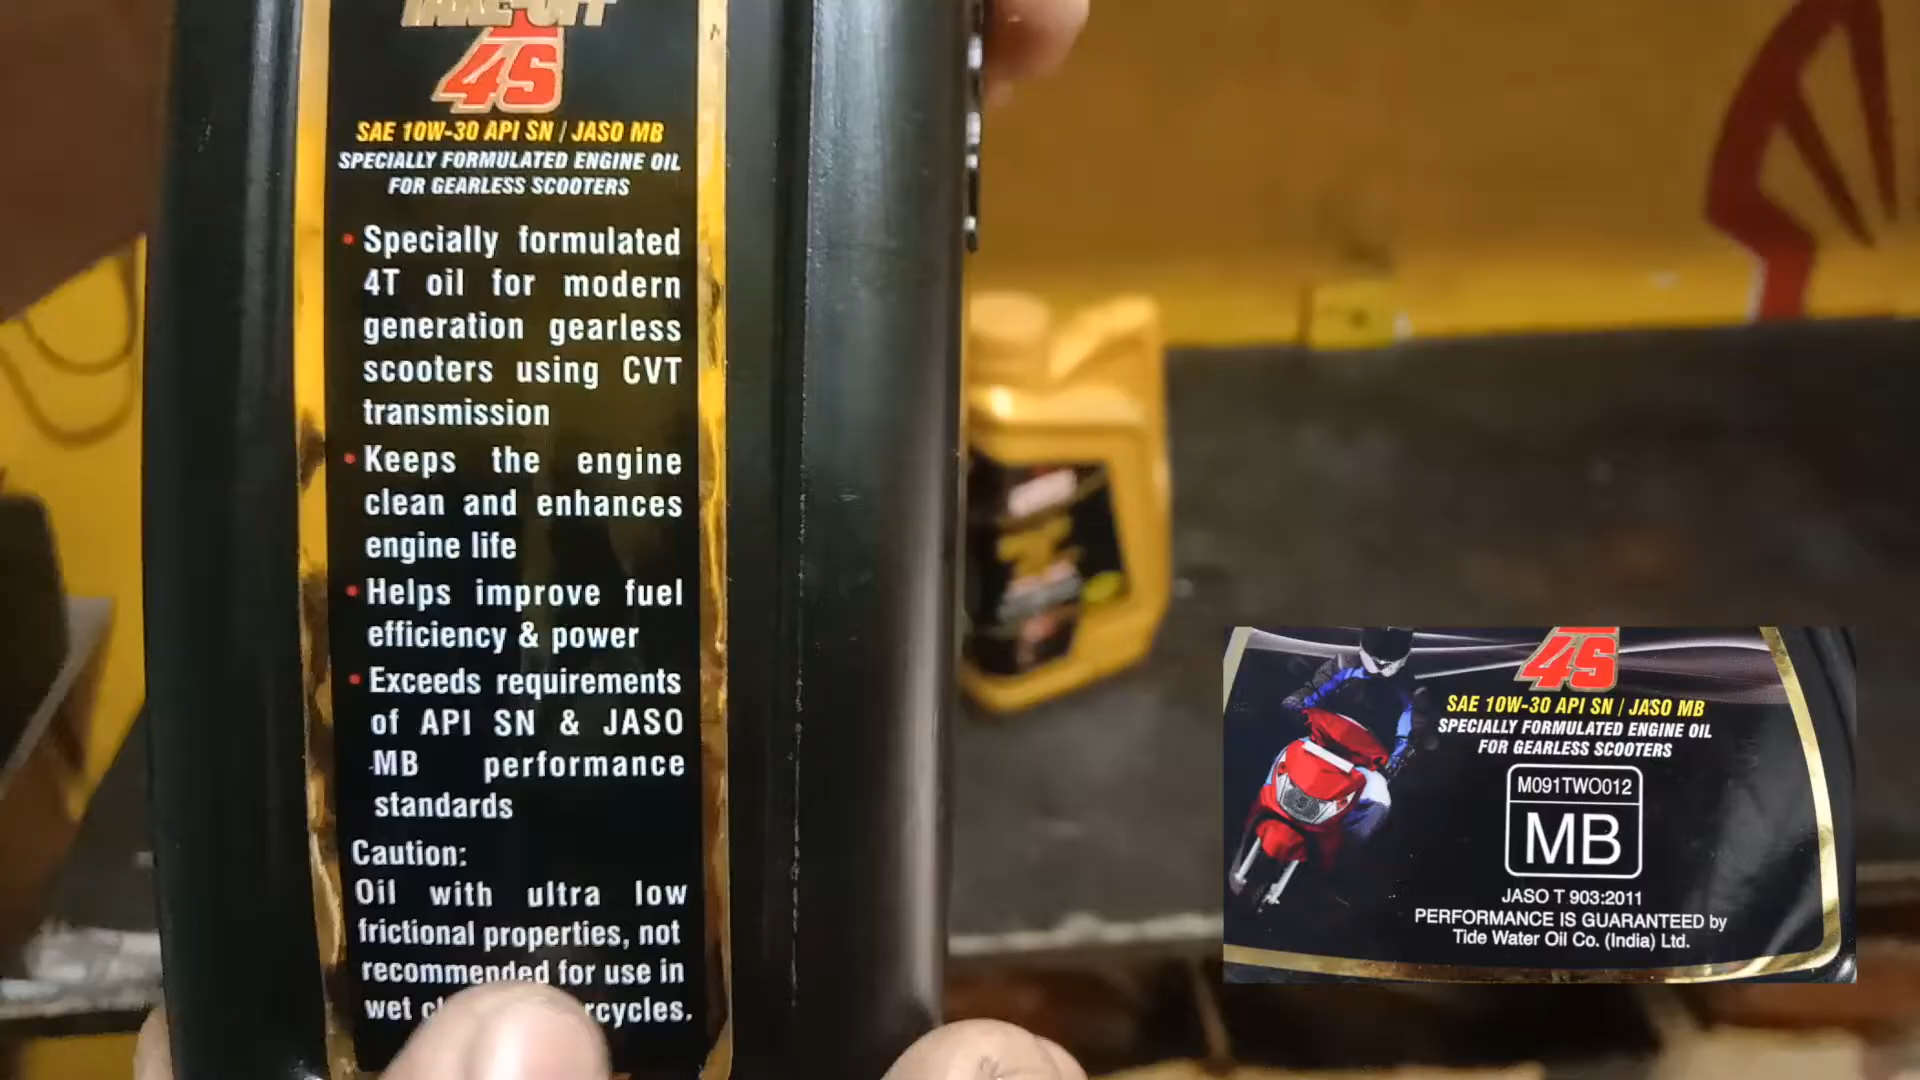 TAKE-OFF
4S
SAE 10W-30 API SN / JASO MB
SPECIALLY FORMULATED ENGINE OIL
FOR GEARLESS SCOOTERS
• Specially formulated
4T oil for modern
generation gearless
scooters using CVT
transmission
• Keeps the engine
clean and enhances
engine life
• Helps improve fuel
efficiency & power
• Exceeds requirements
of API SN & JASO
MB performance
standards
Caution:
Oil with ultra low
frictional properties, not
recommended for use in
wet
4S
SAE 10W-30 API SN / JASO MB
SPECIALLY FORMULATED ENGINE OIL
FOR GEARLESS SCOOTERS
M091TWO012
MB
JASO T 903:2011
PERFORMANCE IS GUARANTEED by
Tide Water Oil Co. (India) Ltd.